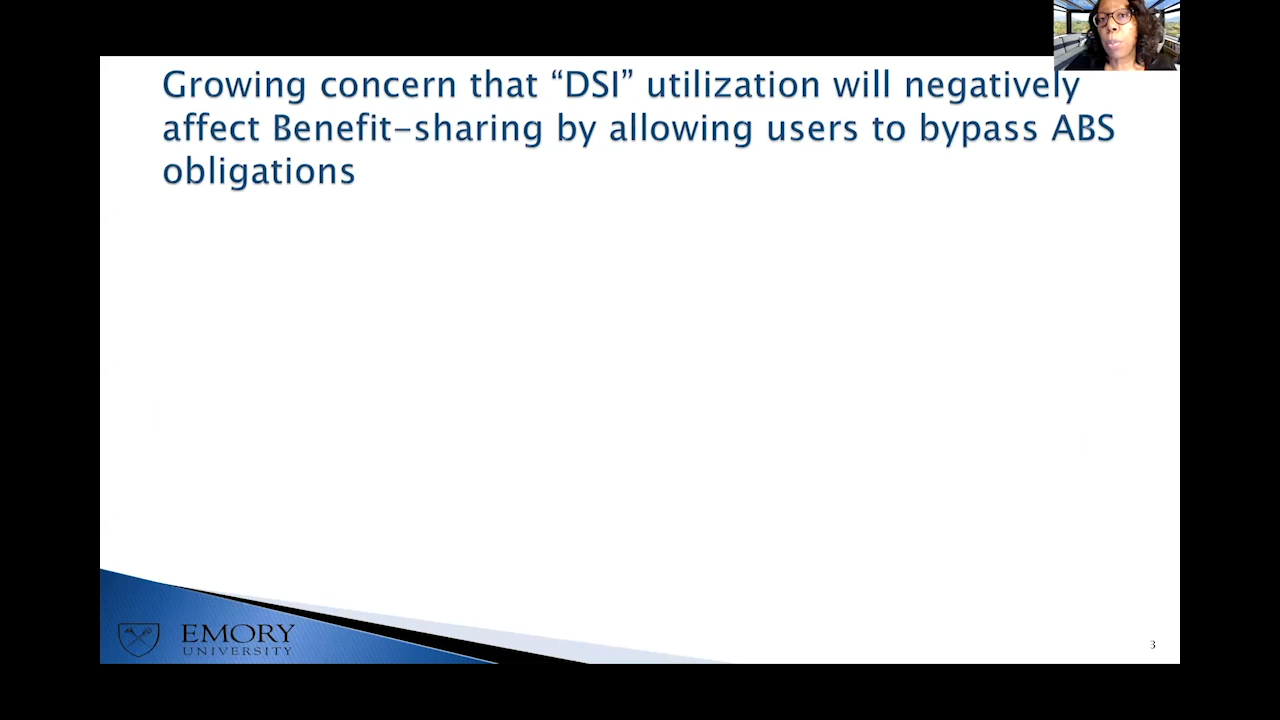 Growing concern that “DSI” utilization will negatively
affect Benefit-sharing by allowing users to bypass ABS
obligations
EMORY
UNIVERSITY
3